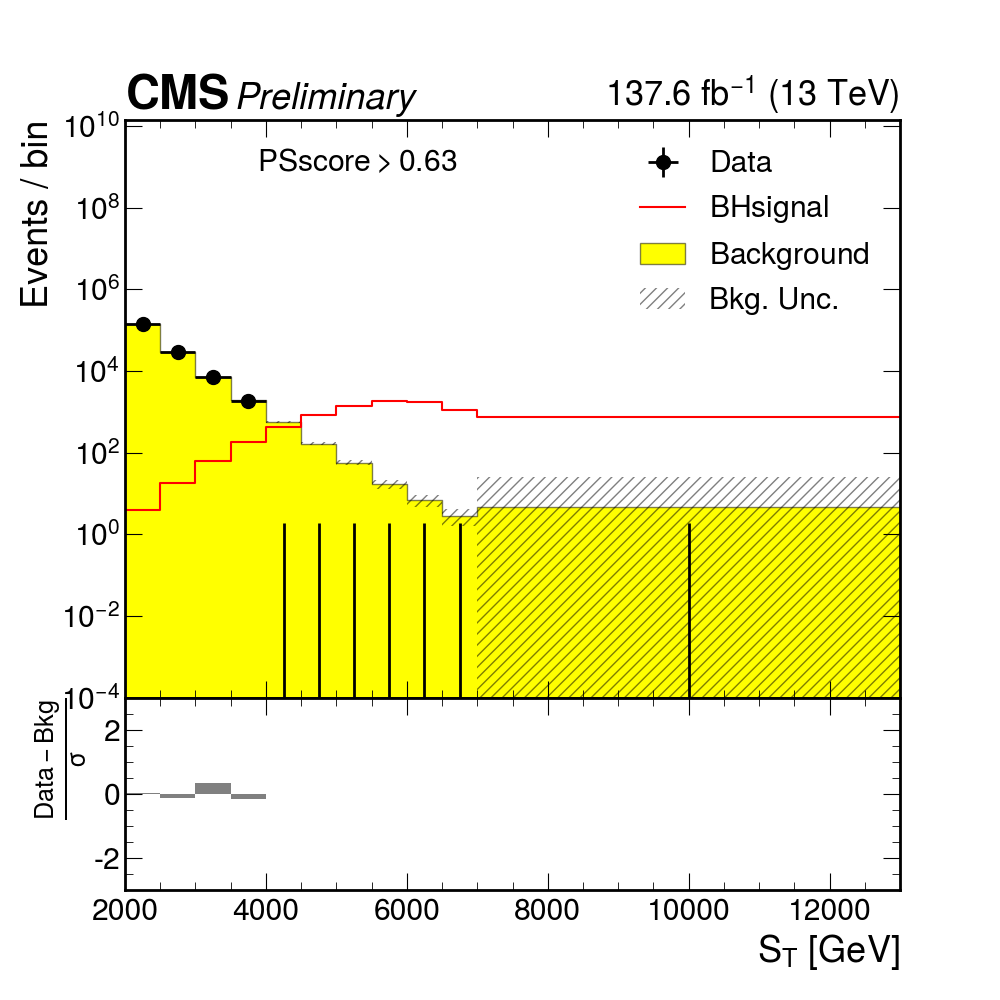 CMS Preliminary 137.6 fb⁻¹ (13 TeV)
Events / bin
PSscore > 0.63
Data
BHsignal
Background
Bkg. Unc.
10¹⁰
10⁸
10⁶
10⁴
10²
10⁰
10⁻²
10⁻⁴
Data − Bkg
σ
2
0
-2
2000 4000 6000 8000 10000 12000
S_T [GeV]